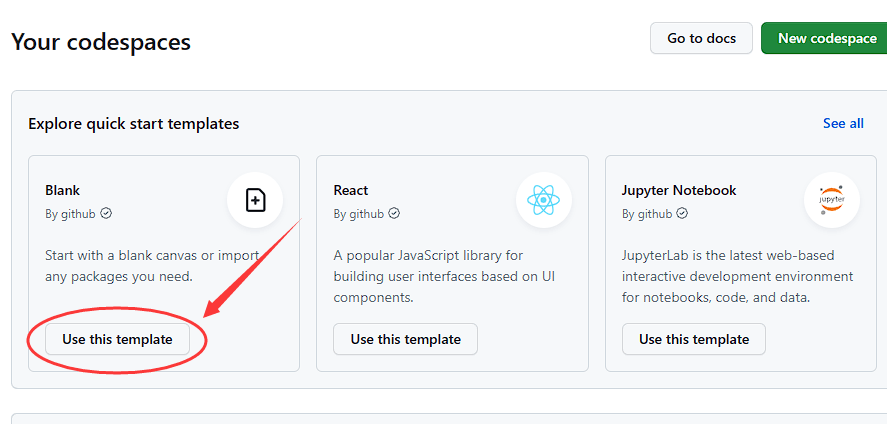 Your codespaces
Go to docs
New codespace
Explore quick start templates
See all
Blank
By github
Start with a blank canvas or import
any packages you need.
Use this template
React
By github
A popular JavaScript library for
building user interfaces based on UI
components.
Use this template
Jupyter Notebook
By github
jupyter
JupyterLab is the latest web-based
interactive development environment
for notebooks, code, and data.
Use this template